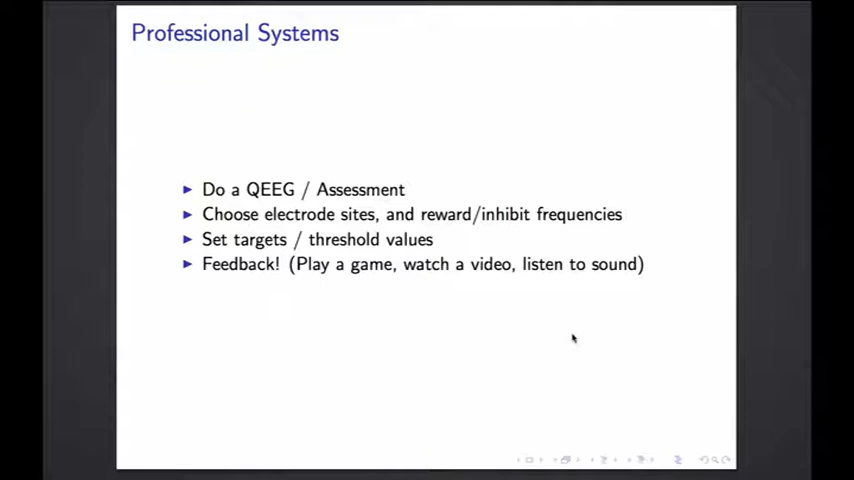 Professional Systems
Do a QEEG / Assessment
Choose electrode sites, and reward/inhibit frequencies
Set targets / threshold values
Feedback! (Play a game, watch a video, listen to sound)